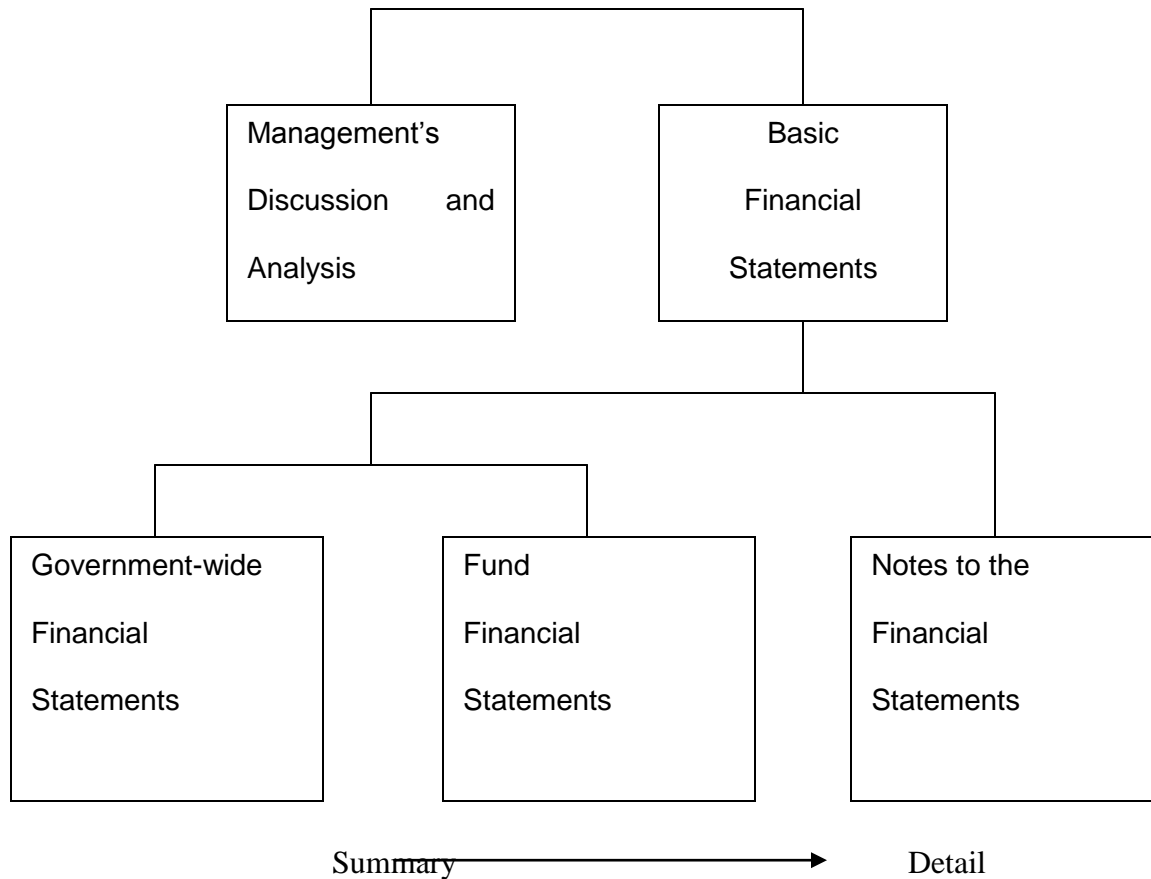 Management’s
Discussion and
Analysis
Basic
Financial
Statements
Government-wide
Financial
Statements
Fund
Financial
Statements
Notes to the
Financial
Statements
Summary Detail